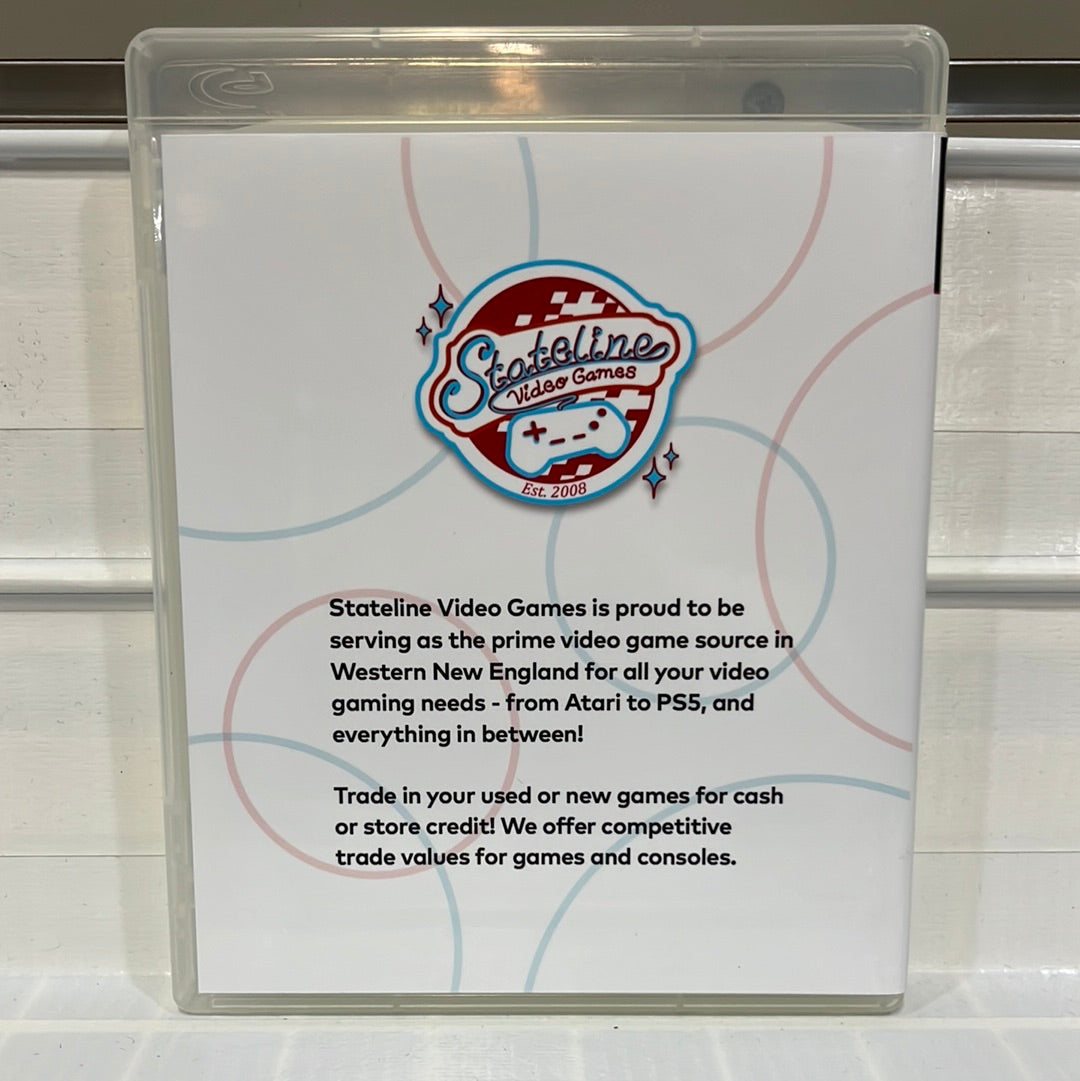 Stateline
Video Games
Est. 2008
Stateline Video Games is proud to be
serving as the prime video game source in
Western New England for all your video
gaming needs - from Atari to PS5, and
everything in between!
Trade in your used or new games for cash
or store credit! We offer competitive
trade values for games and consoles.